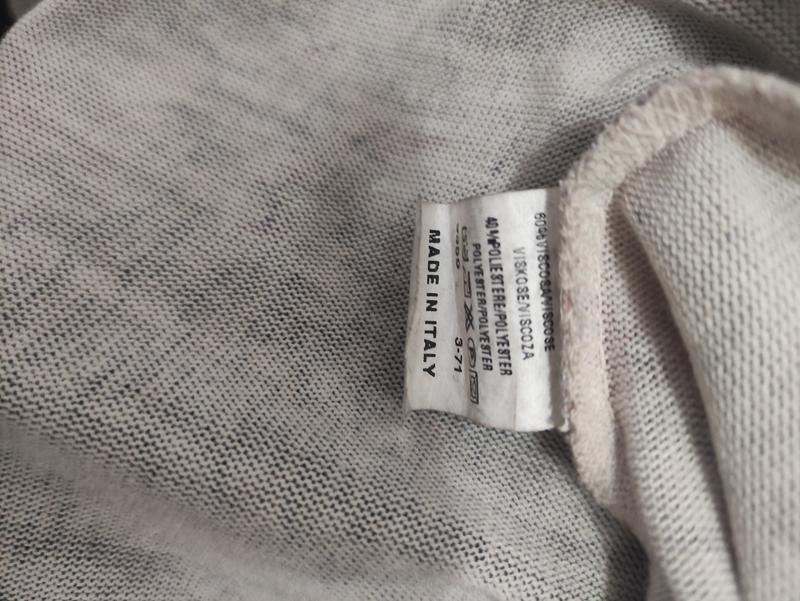 60%VISCOSA/VISCOSE
VISKOSE/VISCOZA
40%POLIESTERE/POLYESTER
POLYESTER/POLYESTER
3-71
MADE IN ITALY